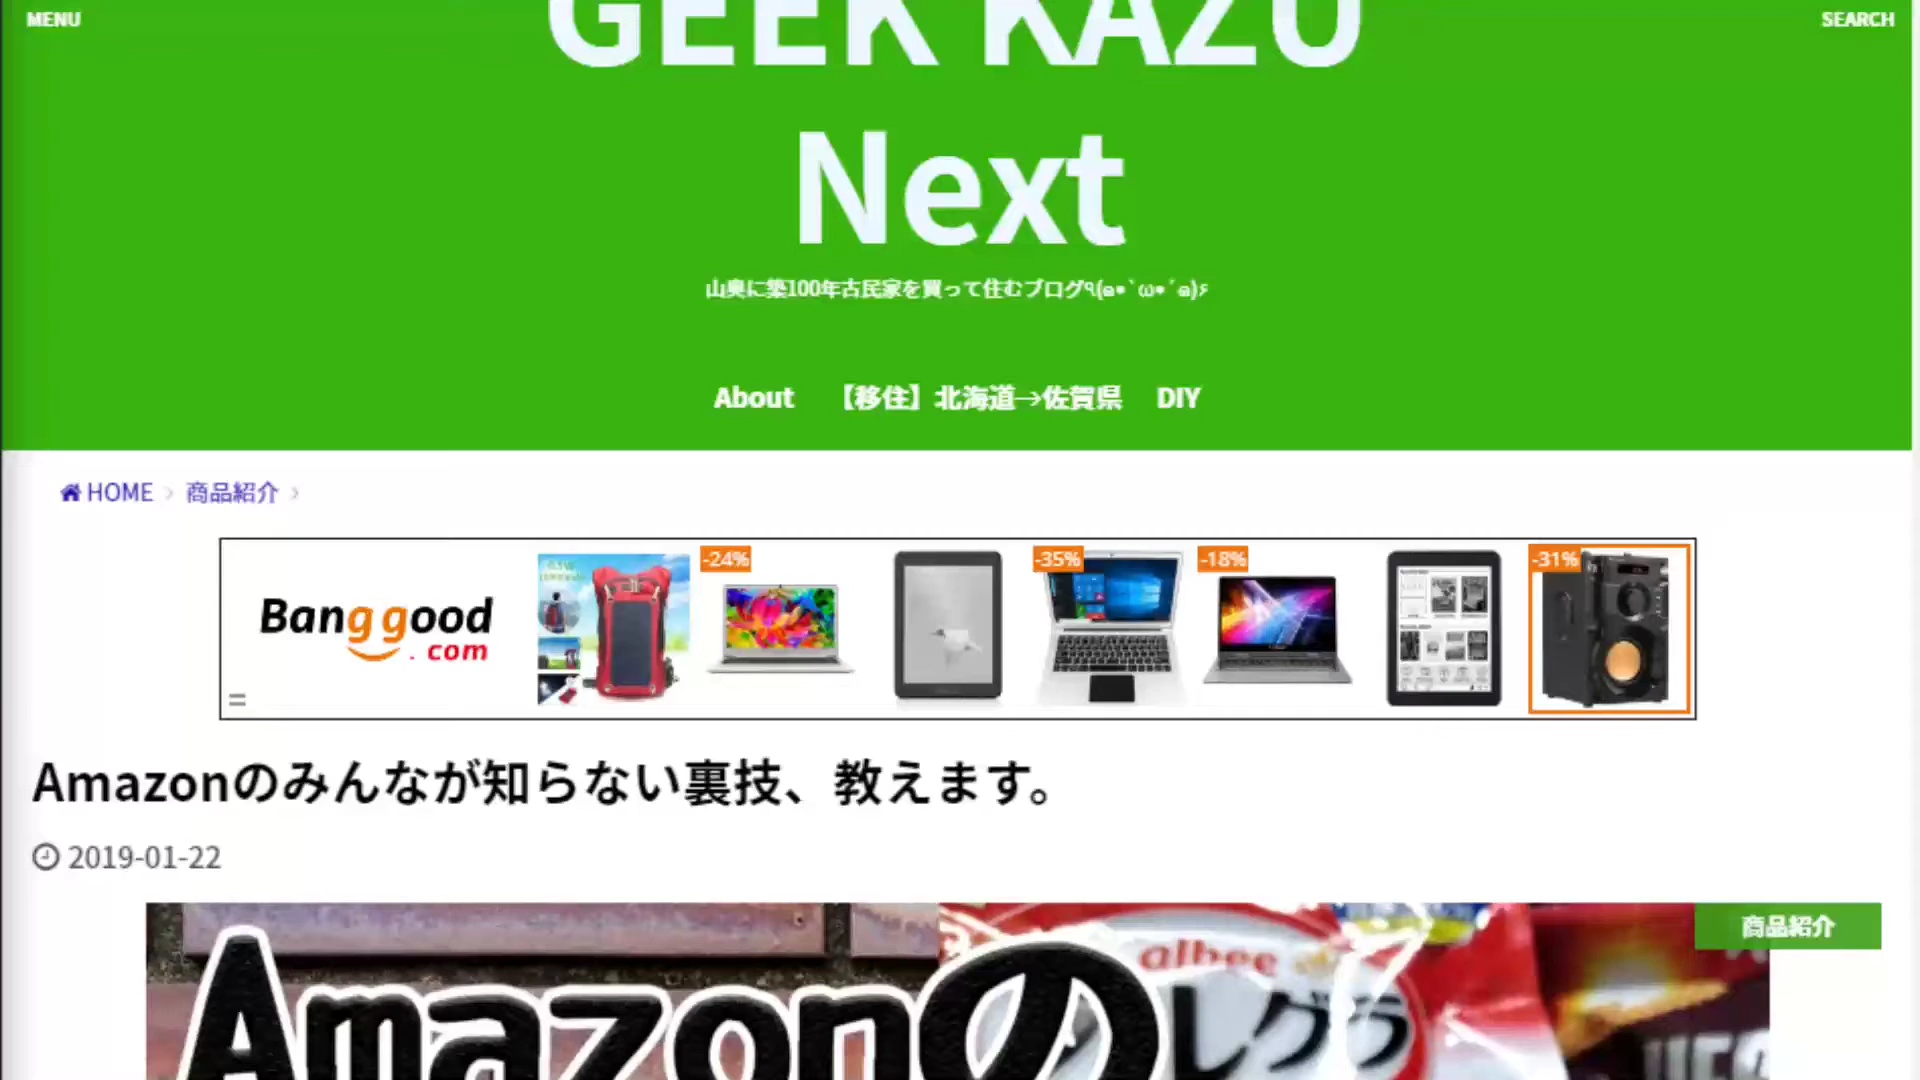 MENU
SEARCH
GEEK KAZU
Next
山奥に築100年古民家を買って住むブログ٩(๑•̀ω•́๑)۶
About 【移住】北海道→佐賀県 DIY
HOME 商品紹介
Banggood
.com
-24%
-35%
-18%
-31%
Amazonのみんなが知らない裏技、教えます。
2019-01-22
商品紹介
Amazonの
albee
レグラ